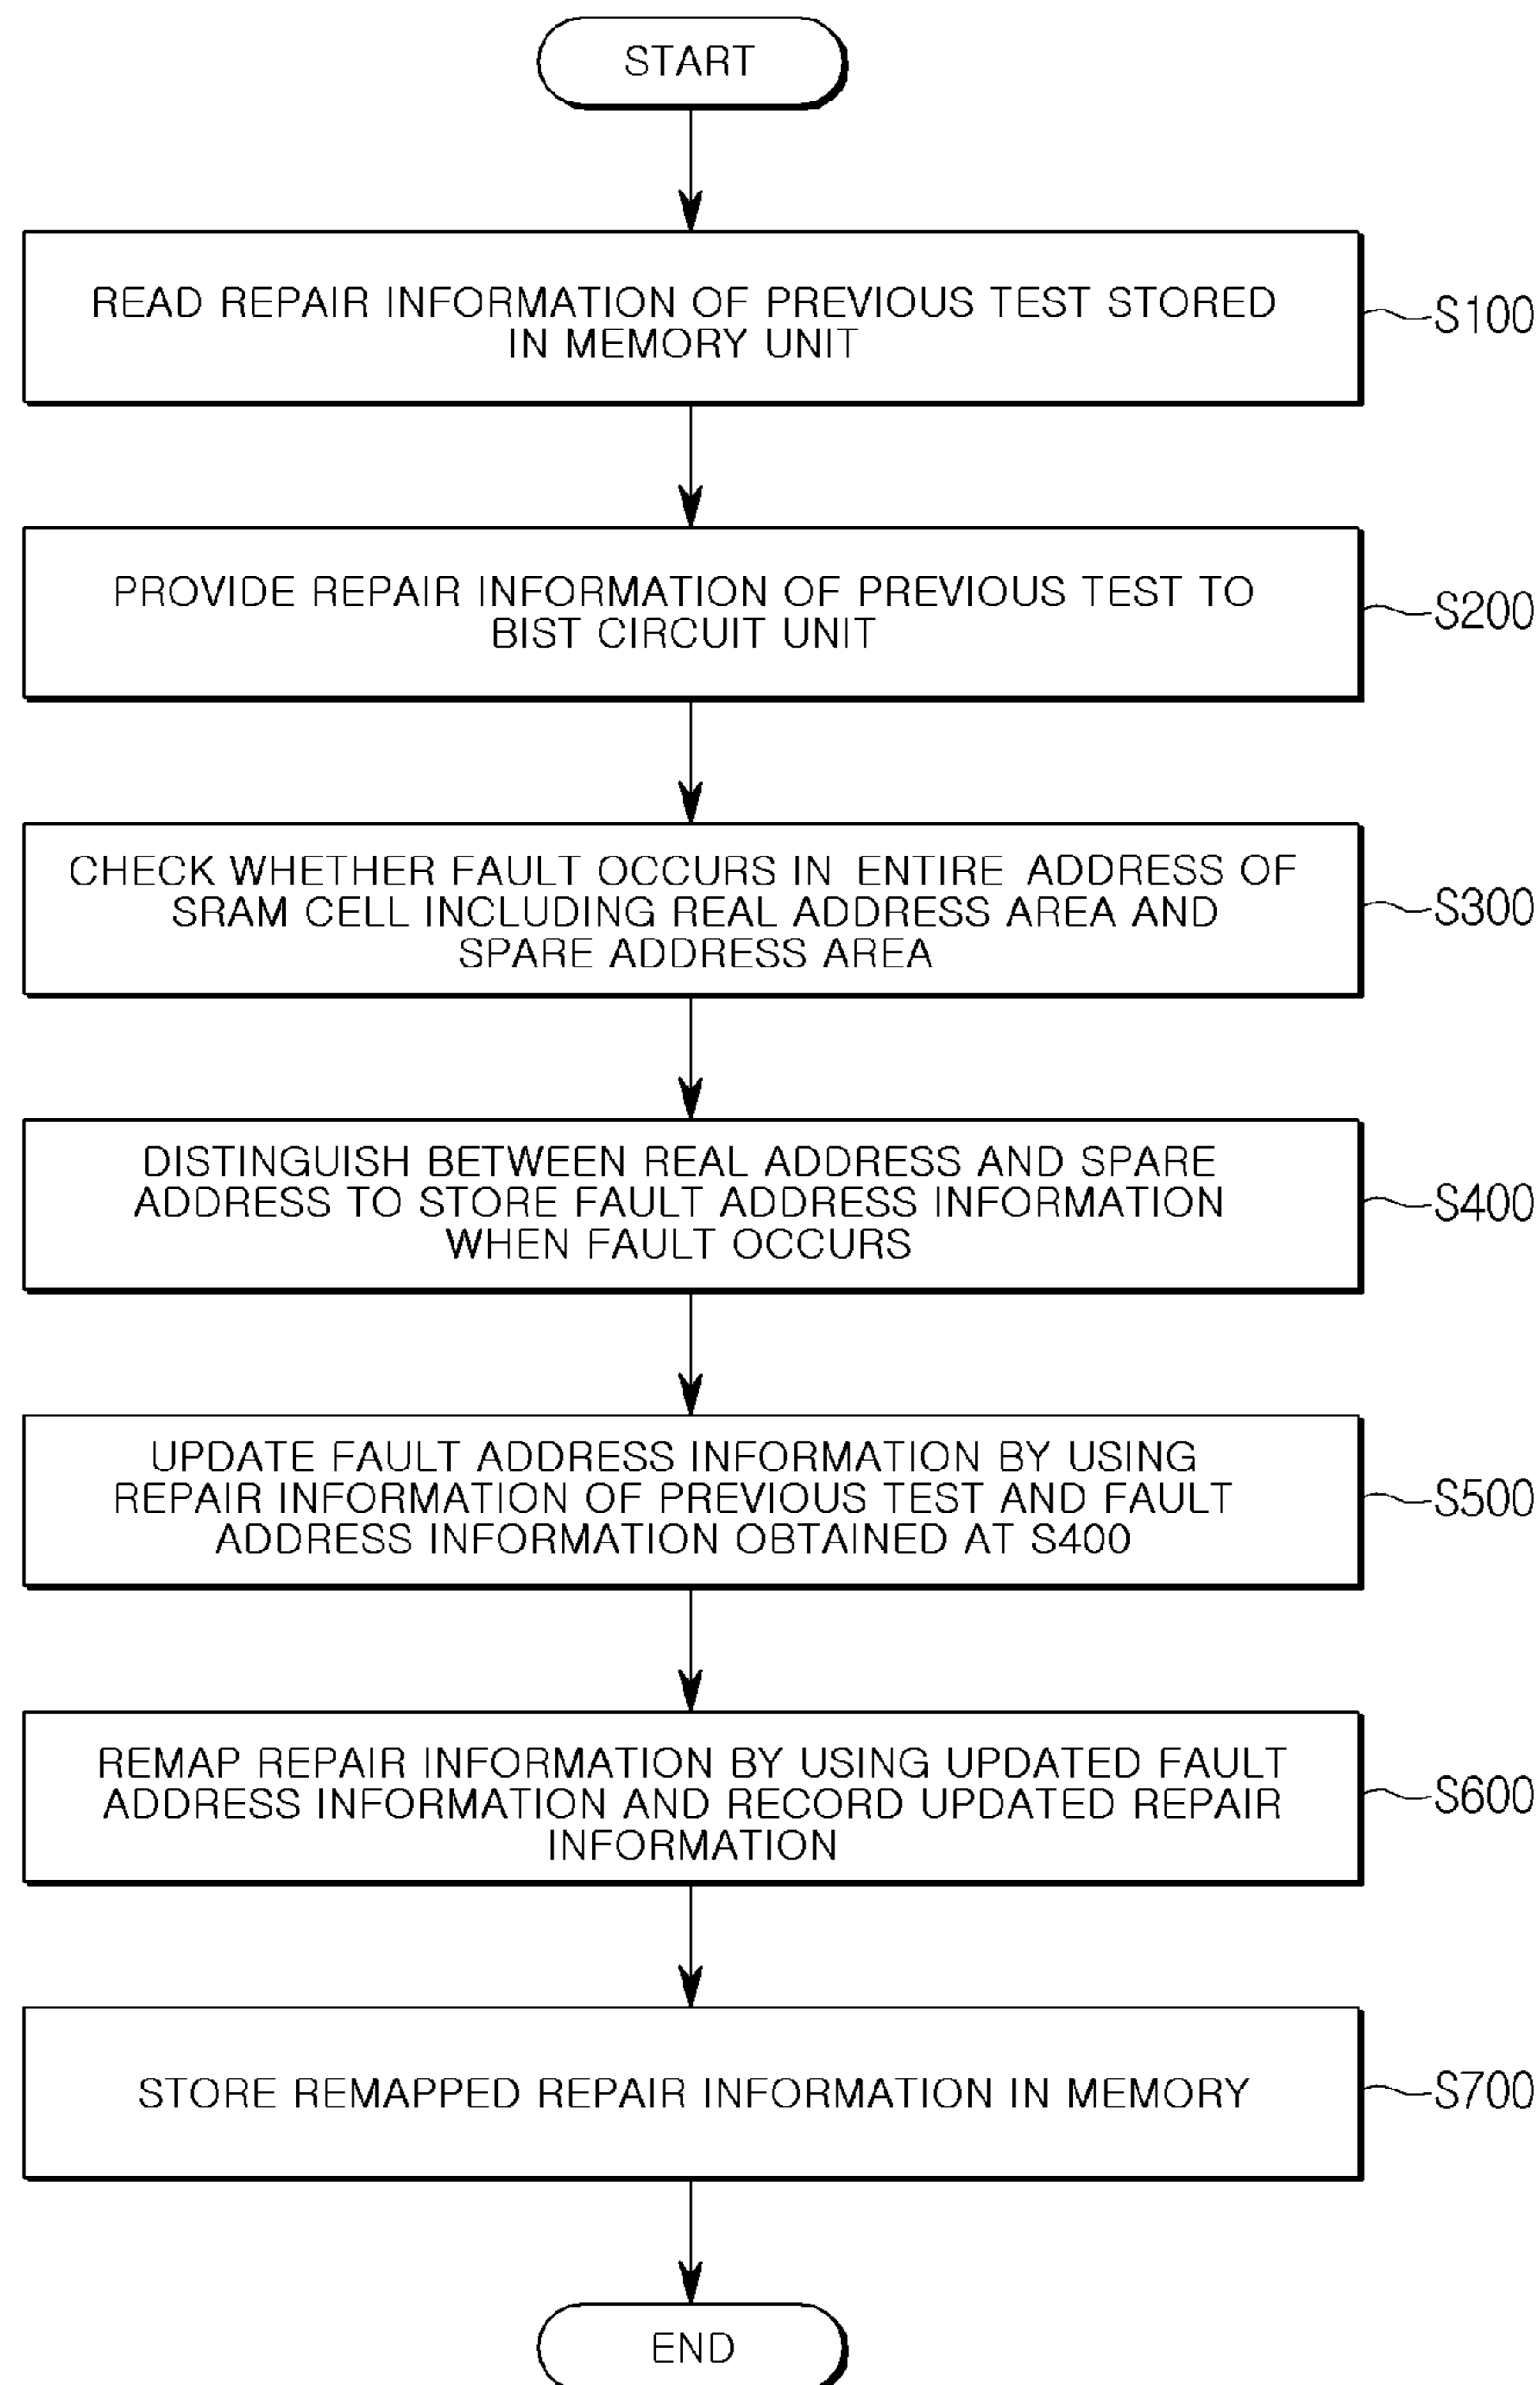 START
READ REPAIR INFORMATION OF PREVIOUS TEST STORED
IN MEMORY UNIT
S100
PROVIDE REPAIR INFORMATION OF PREVIOUS TEST TO
BIST CIRCUIT UNIT
S200
CHECK WHETHER FAULT OCCURS IN ENTIRE ADDRESS OF
SRAM CELL INCLUDING REAL ADDRESS AREA AND
SPARE ADDRESS AREA
S300
DISTINGUISH BETWEEN REAL ADDRESS AND SPARE
ADDRESS TO STORE FAULT ADDRESS INFORMATION
WHEN FAULT OCCURS
S400
UPDATE FAULT ADDRESS INFORMATION BY USING
REPAIR INFORMATION OF PREVIOUS TEST AND FAULT
ADDRESS INFORMATION OBTAINED AT S400
S500
REMAP REPAIR INFORMATION BY USING UPDATED FAULT
ADDRESS INFORMATION AND RECORD UPDATED REPAIR
INFORMATION
S600
STORE REMAPPED REPAIR INFORMATION IN MEMORY
S700
END